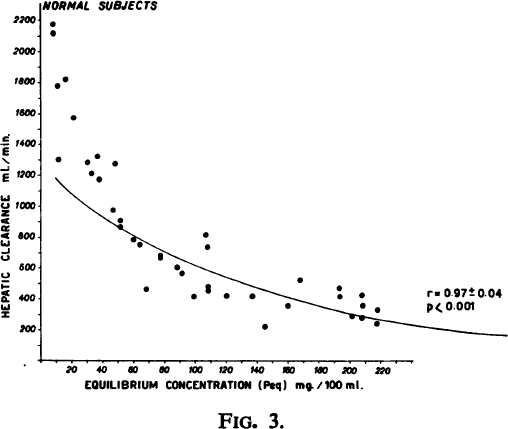 NORMAL SUBJECTS
2200
2000
1800
1600
1400
1200
1000
800
600
400
200
HEPATIC CLEARANCE ml/min.
r= 0.97±0.04
p< 0.001
20 40 60 80 100 120 140 160 180 200 220
EQUILIBRIUM CONCENTRATION (Peq) mg./100 ml.
FIG. 3.